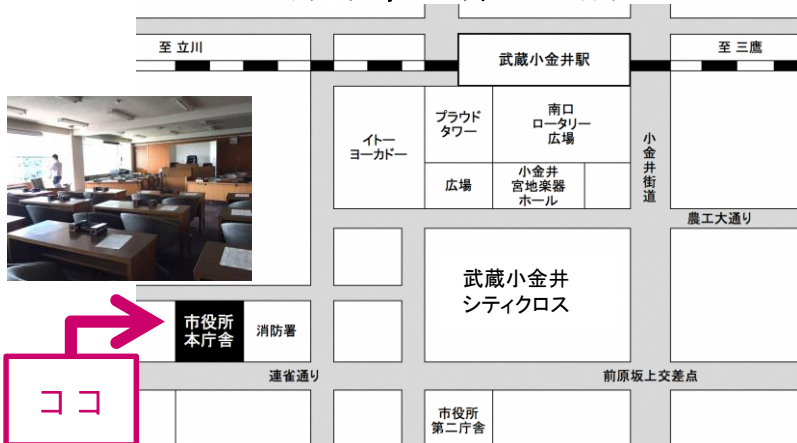 至 立川
至 三鷹
武蔵小金井駅
イトー
ヨーカドー
プラウド
タワー
南口
ロータリー
広場
小金井街道
広場
小金井
宮地楽器
ホール
農工大通り
武蔵小金井
シティクロス
市役所
本庁舎
消防署
連雀通り
前原坂上交差点
ココ
市役所
第二庁舎